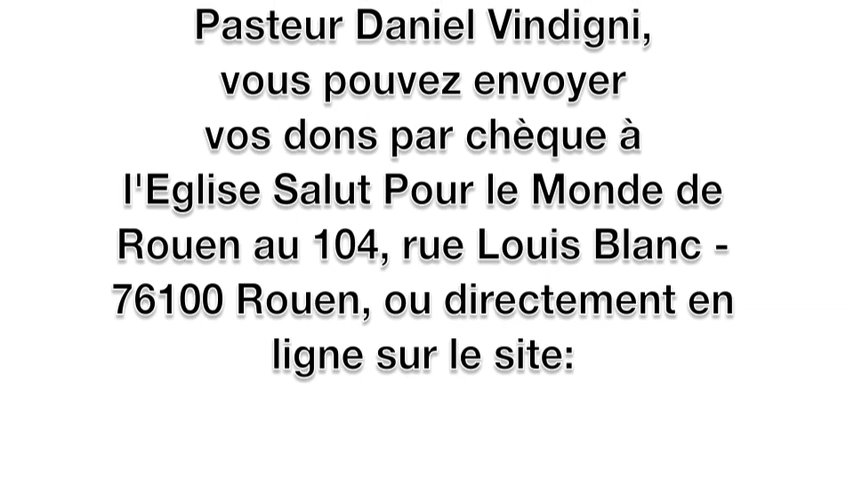 Pasteur Daniel Vindigni,
vous pouvez envoyer
vos dons par chèque à
l'Eglise Salut Pour le Monde de
Rouen au 104, rue Louis Blanc -
76100 Rouen, ou directement en
ligne sur le site: